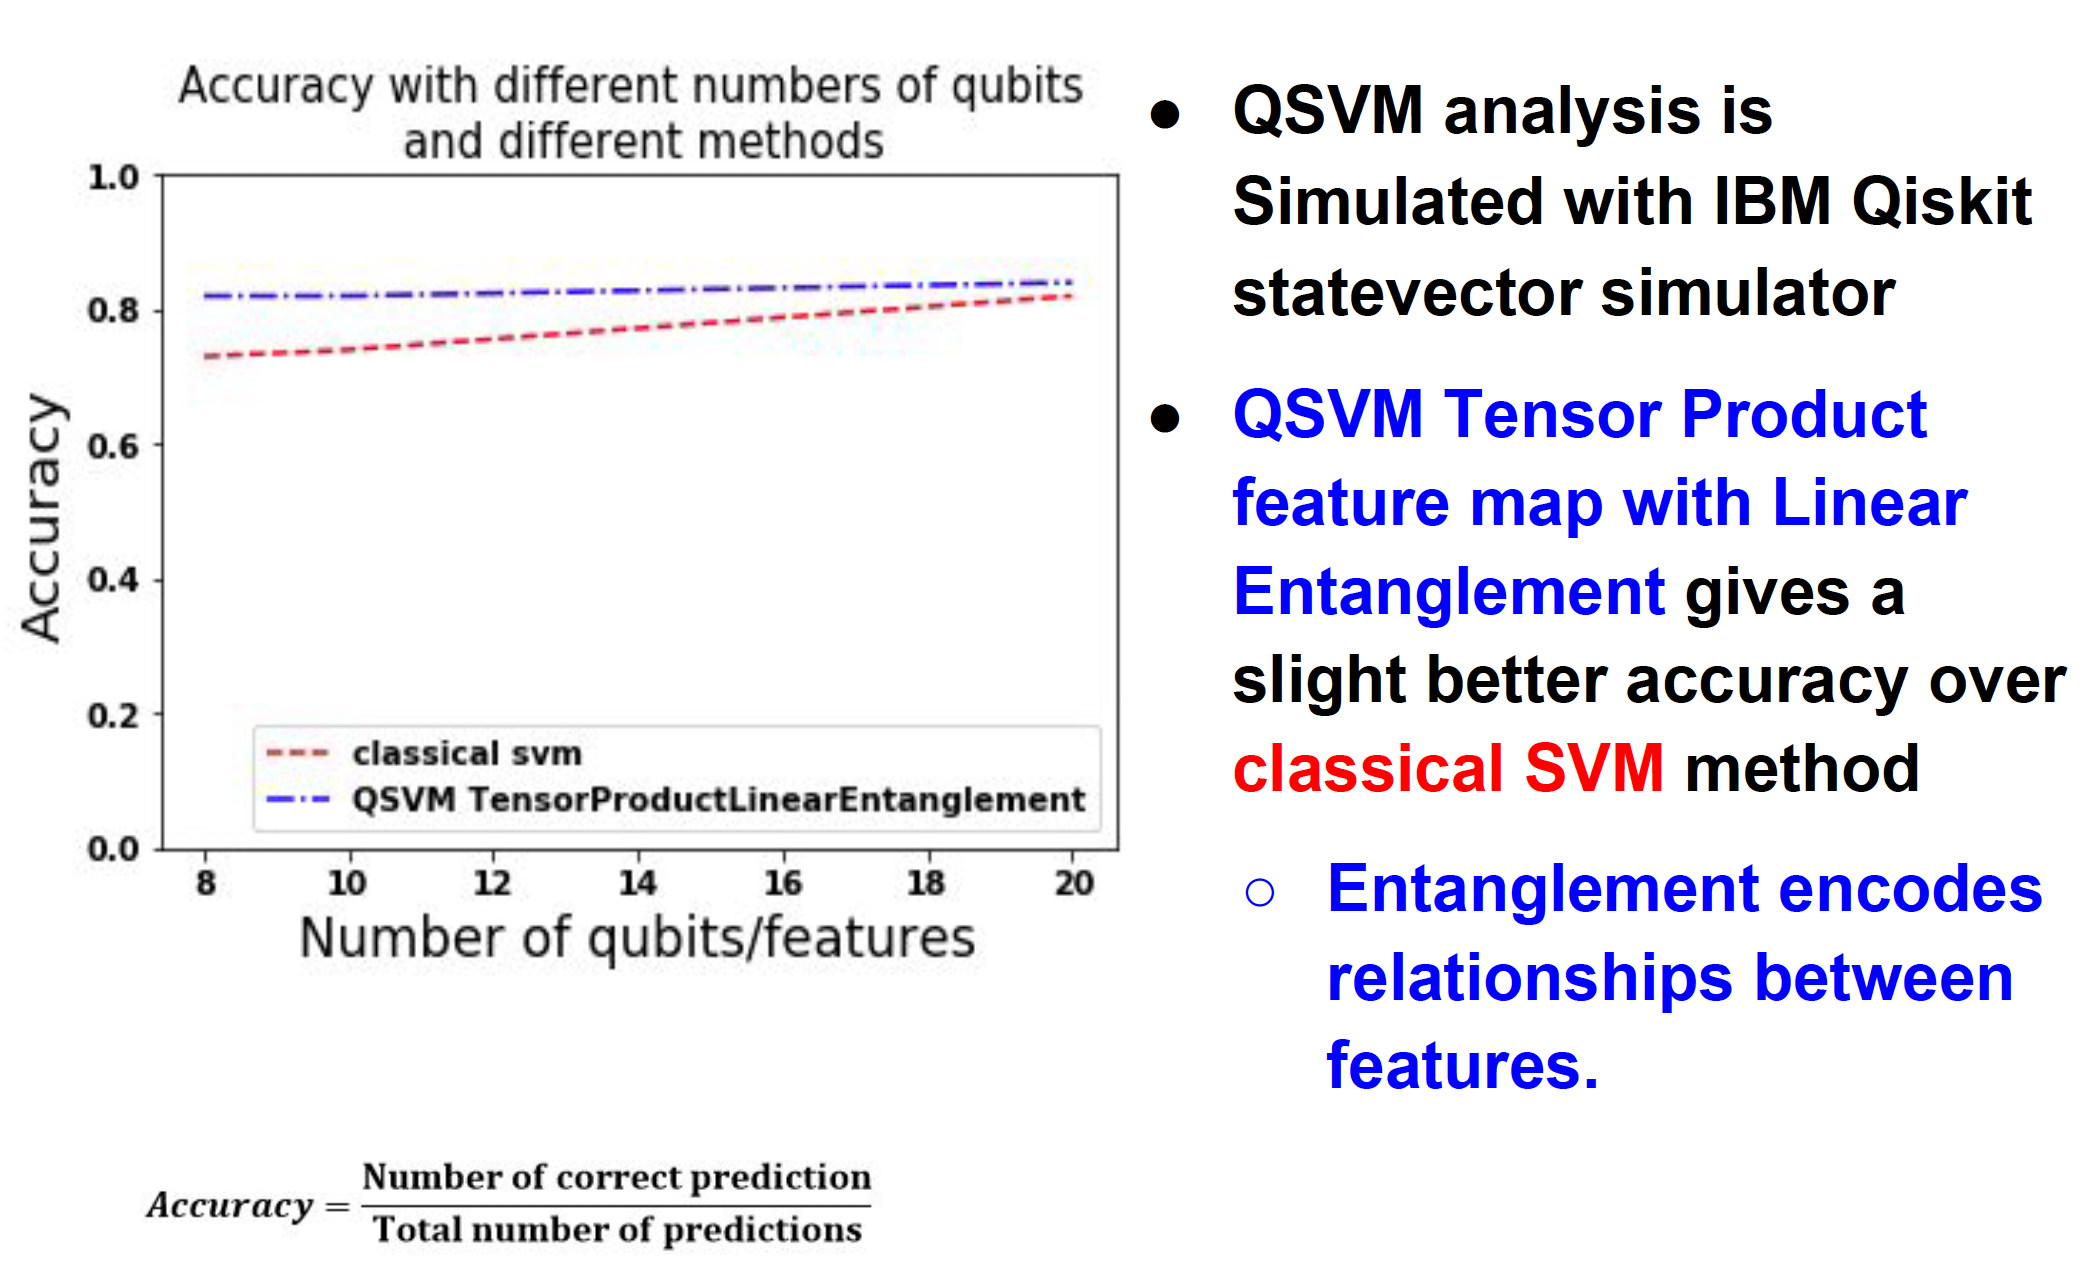 Accuracy with different numbers of qubits
and different methods
1.0
0.8
0.6
0.4
0.2
0.0
Accuracy
classical svm
QSVM TensorProductLinearEntanglement
8 10 12 14 16 18 20
Number of qubits/features
Accuracy = Number of correct prediction
Total number of predictions
● QSVM analysis is
Simulated with IBM Qiskit
statevector simulator
● QSVM Tensor Product
feature map with Linear
Entanglement gives a
slight better accuracy over
classical SVM method
○ Entanglement encodes
relationships between
features.